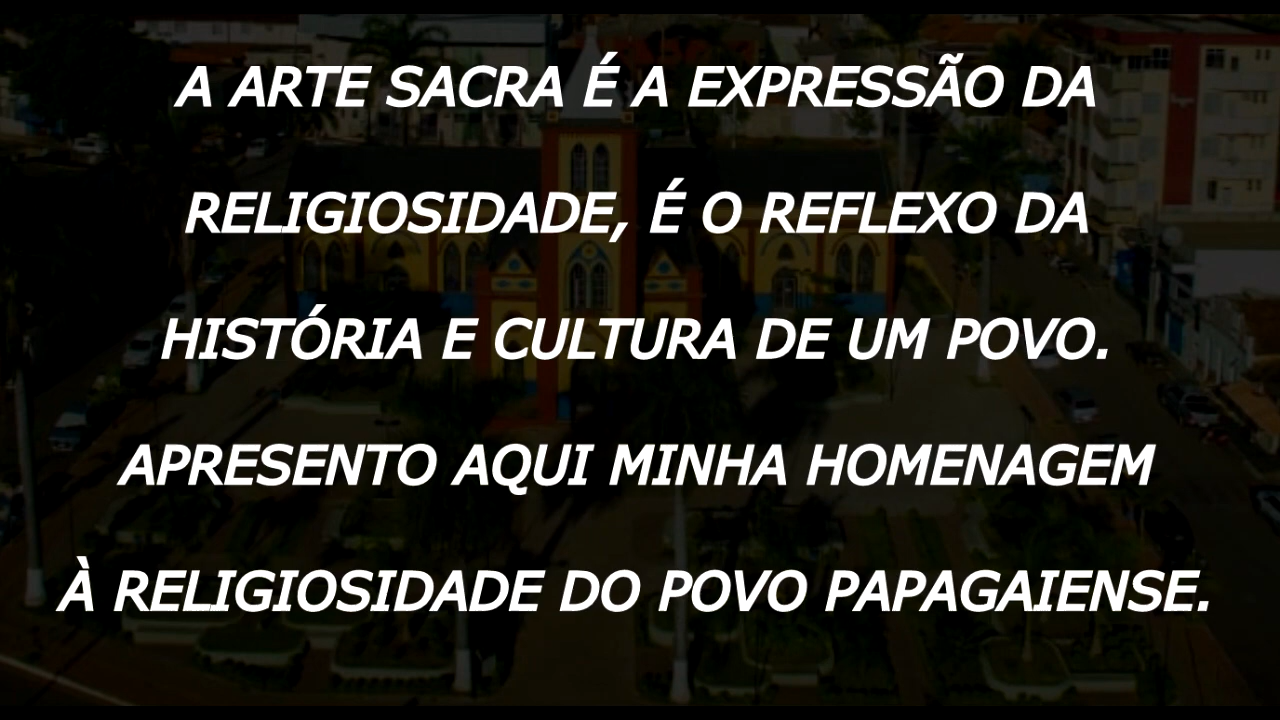 A ARTE SACRA É A EXPRESSÃO DA
RELIGIOSIDADE, É O REFLEXO DA
HISTÓRIA E CULTURA DE UM POVO.
APRESENTO AQUI MINHA HOMENAGEM
À RELIGIOSIDADE DO POVO PAPAGAIENSE.